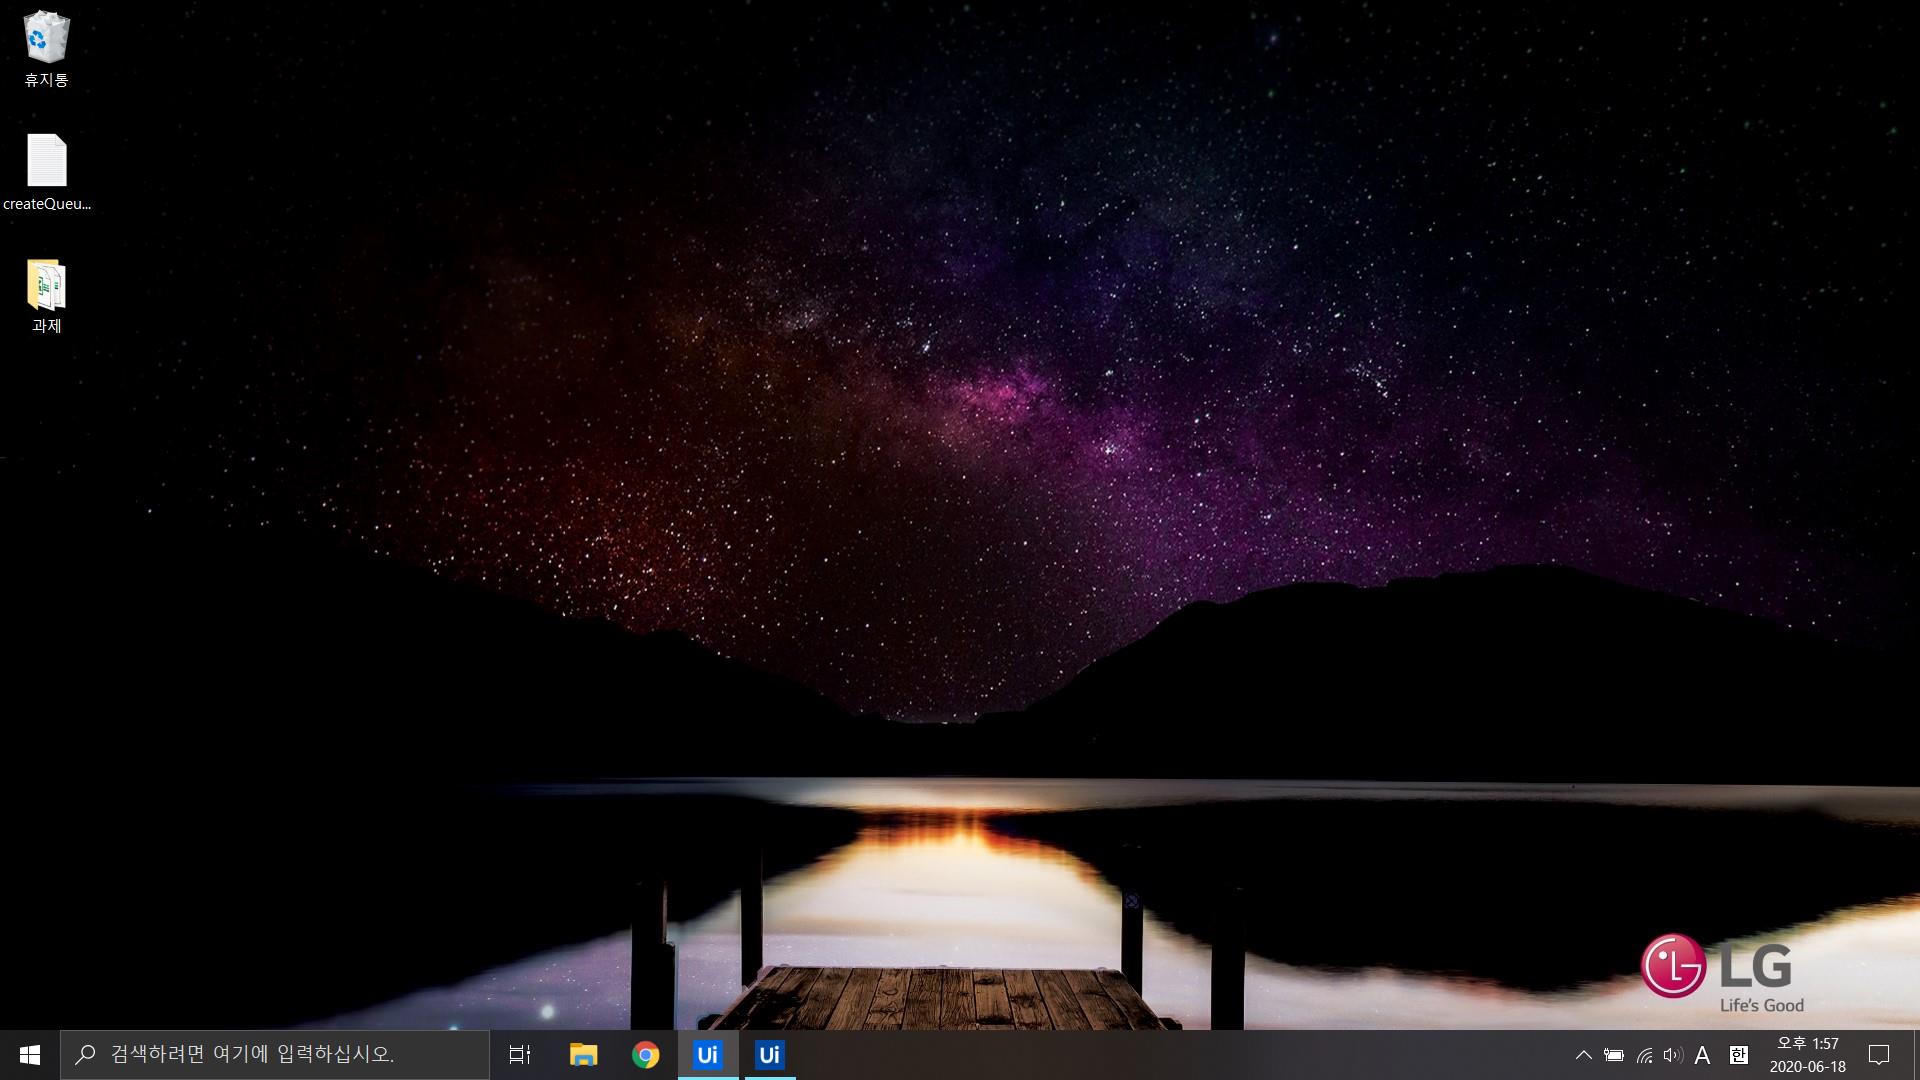 휴지통
createQueu...
과제
LG
Life's Good
검색하려면 여기에 입력하십시오.
Ui
Ui
A
한
오후 1:57
2020-06-18